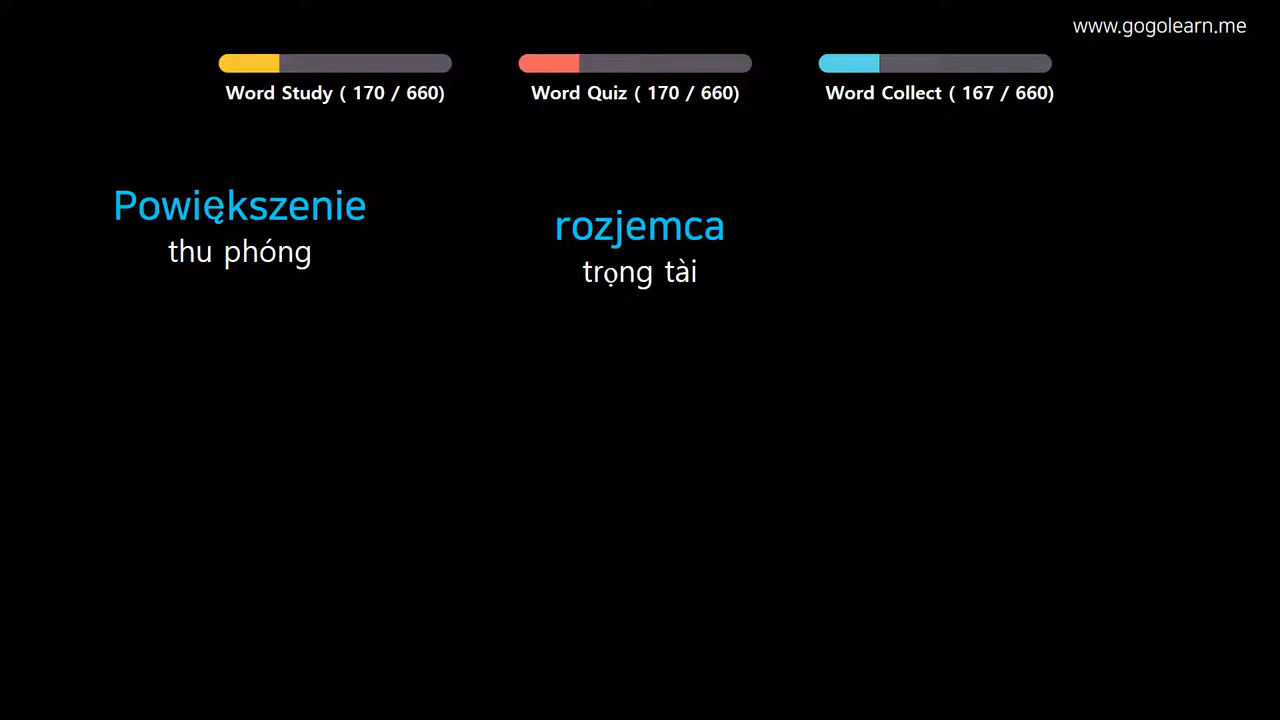 www.gogolearn.me
Word Study ( 170 / 660)
Word Quiz ( 170 / 660)
Word Collect ( 167 / 660)
Powiększenie
thu phóng
rozjemca
trọng tài